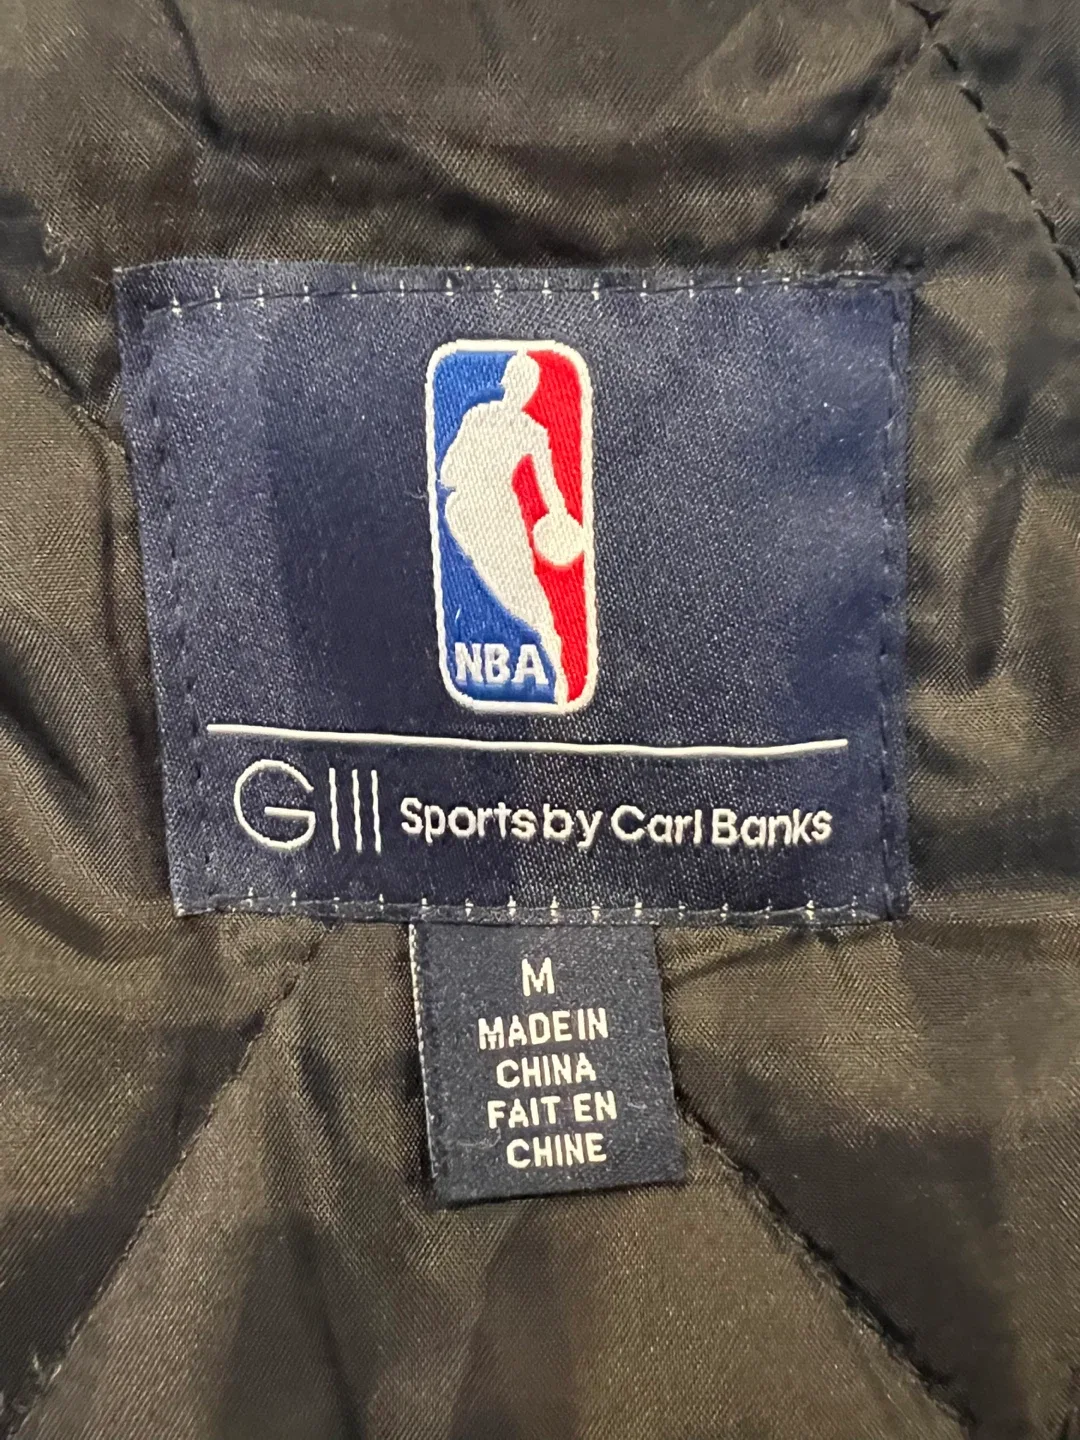 NBA
GIII Sports by Carl Banks
M
MADE IN
CHINA
FAIT EN
CHINE